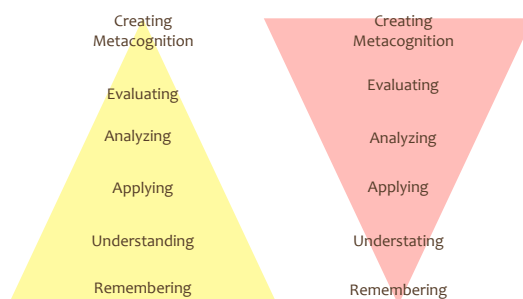 Creating
Metacognition
Evaluating
Analyzing
Applying
Understanding
Remembering
Creating
Metacognition
Evaluating
Analyzing
Applying
Understating
Remembering